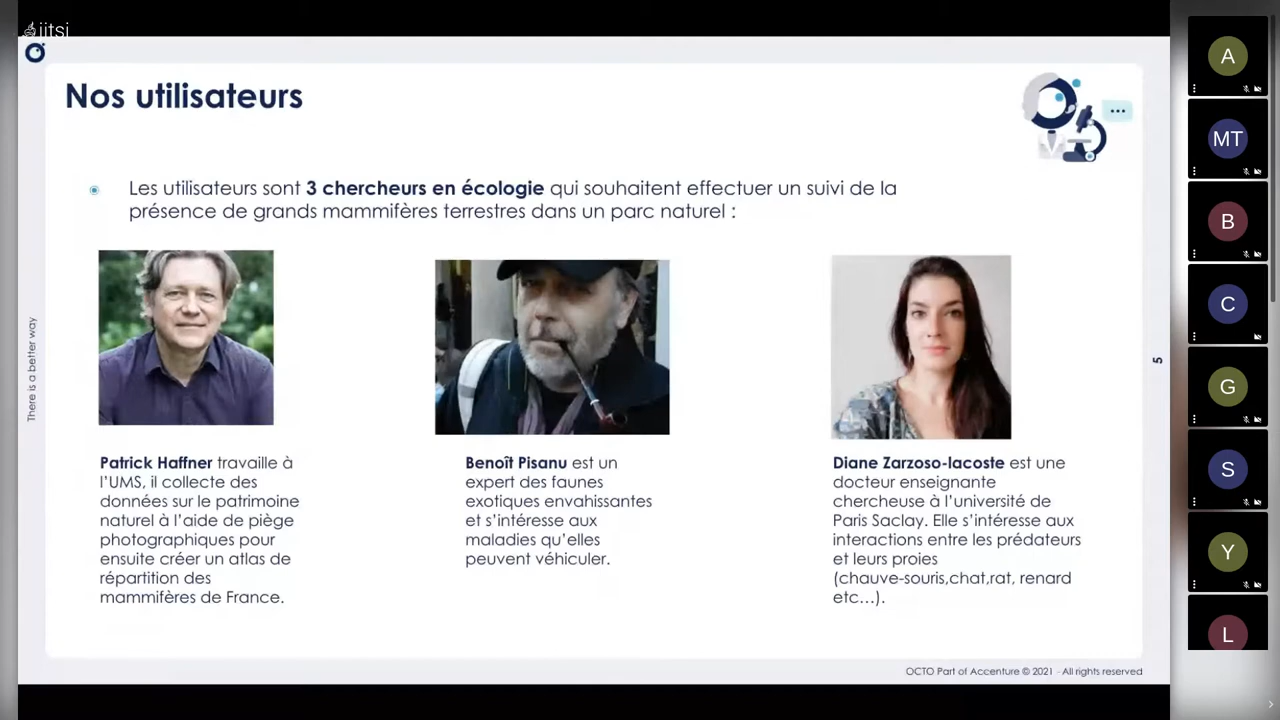 jitsi
Nos utilisateurs
Les utilisateurs sont 3 chercheurs en écologie qui souhaitent effectuer un suivi de la
présence de grands mammifères terrestres dans un parc naturel :
Patrick Haffner travaille à
l'UMS, il collecte des
données sur le patrimoine
naturel à l'aide de piège
photographiques pour
ensuite créer un atlas de
répartition des
mammifères de France.
Benoît Pisanu est un
expert des faunes
exotiques envahissantes
et s'intéresse aux
maladies qu'elles
peuvent véhiculer.
Diane Zarzoso-lacoste est une
docteur enseignante
chercheuse à l'université de
Paris Saclay. Elle s'intéresse aux
interactions entre les prédateurs
et leurs proies
(chauve-souris,chat,rat, renard
etc…).
There is a better way
5
OCTO Part of Accenture © 2021 - All rights reserved
A
MT
B
C
G
S
Y
L